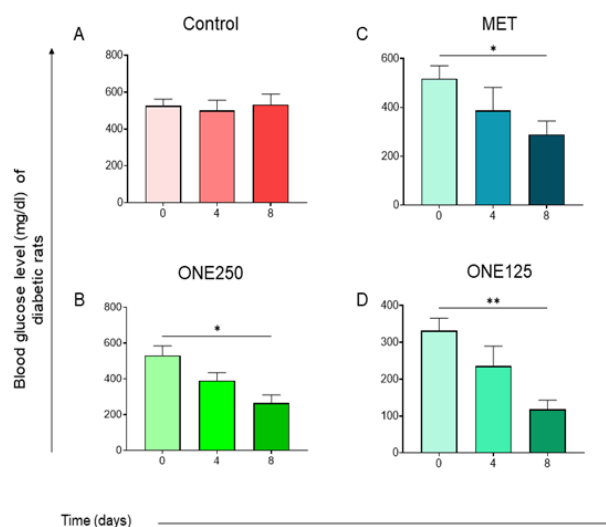 A
Control
800
600
400
200
0
0 4 8
C
MET
*
600
400
200
0
0 4 8
B
ONE250
*
800
600
400
200
0
0 4 8
D
ONE125
**
400
300
200
100
0
0 4 8
Blood glucose level (mg/dl) of
diabetic rats
Time (days)